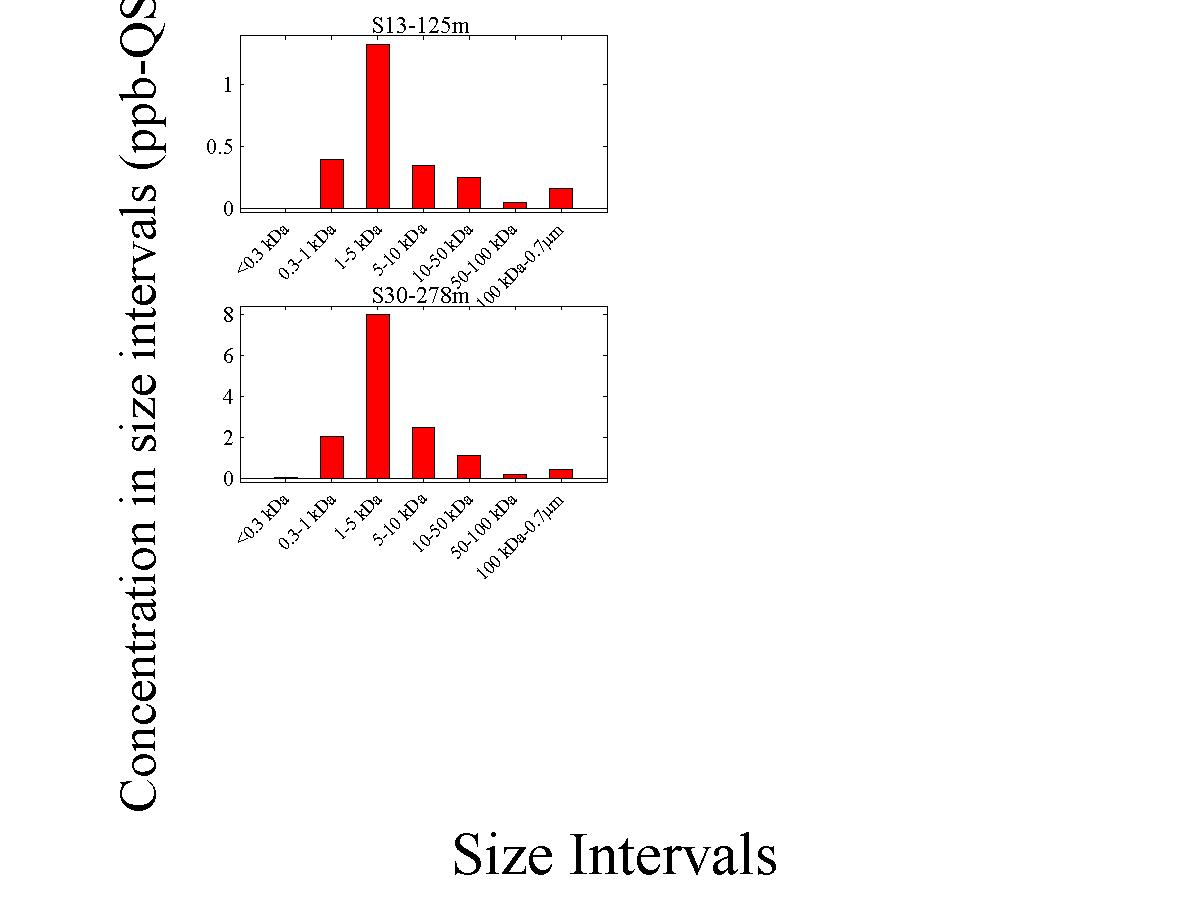 S13-125m
1
0.5
0
<0.3 kDa
0.3-1 kDa
1-5 kDa
5-10 kDa
10-50 kDa
50-100 kDa
100 kDa-0.7μm
S30-278m
8
6
4
2
0
<0.3 kDa
0.3-1 kDa
1-5 kDa
5-10 kDa
10-50 kDa
50-100 kDa
100 kDa-0.7μm
Concentration in size intervals (ppb-QS
Size Intervals